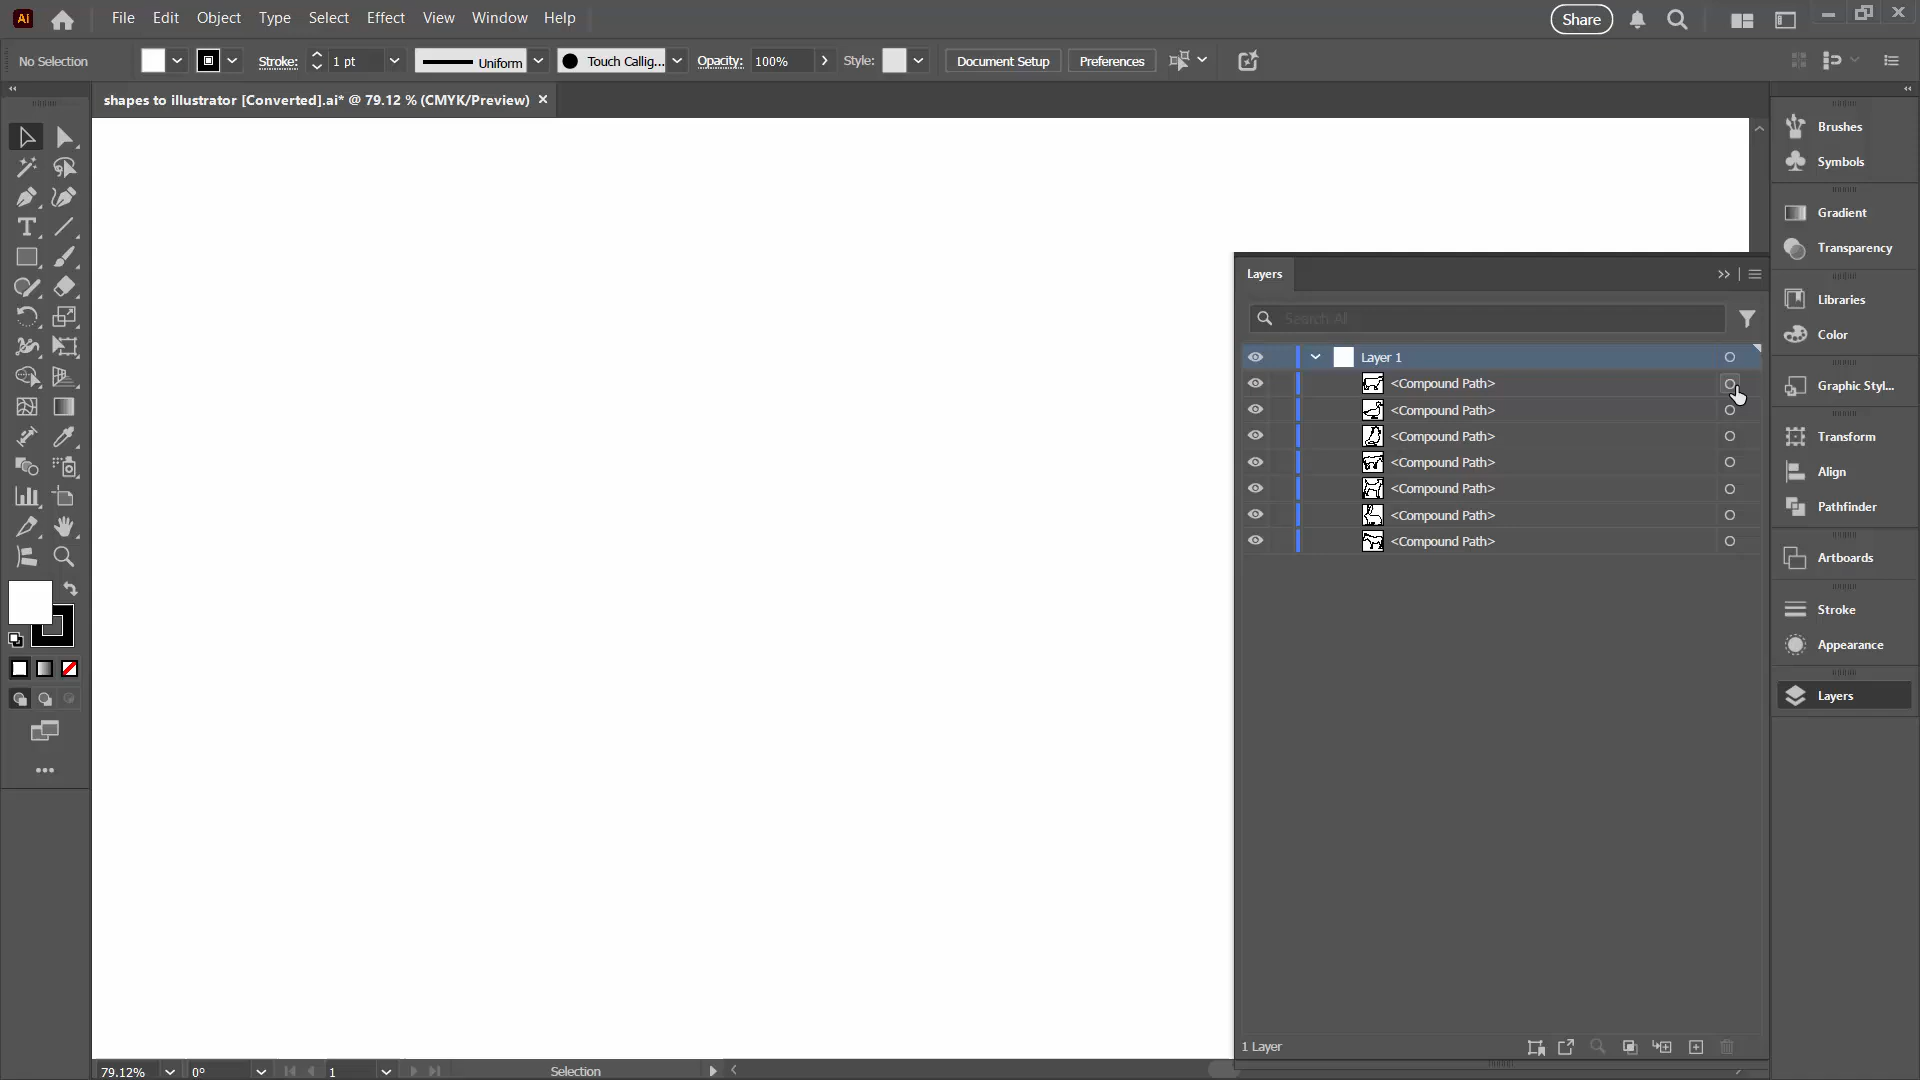 Ai File Edit Object Type Select Effect View Window Help Share
No Selection Stroke: 1 pt Uniform Touch Callig... Opacity: 100% Style: Document Setup Preferences
shapes to illustrator [Converted].ai* @ 79.12 % (CMYK/Preview)
Brushes
Symbols
Gradient
Transparency
Libraries
Color
Graphic Styl...
Transform
Align
Pathfinder
Artboards
Stroke
Appearance
Layers
Layers
Search All
Layer 1
<Compound Path>
<Compound Path>
<Compound Path>
<Compound Path>
<Compound Path>
<Compound Path>
<Compound Path>
1 Layer
79.12% 0° 1 Selection